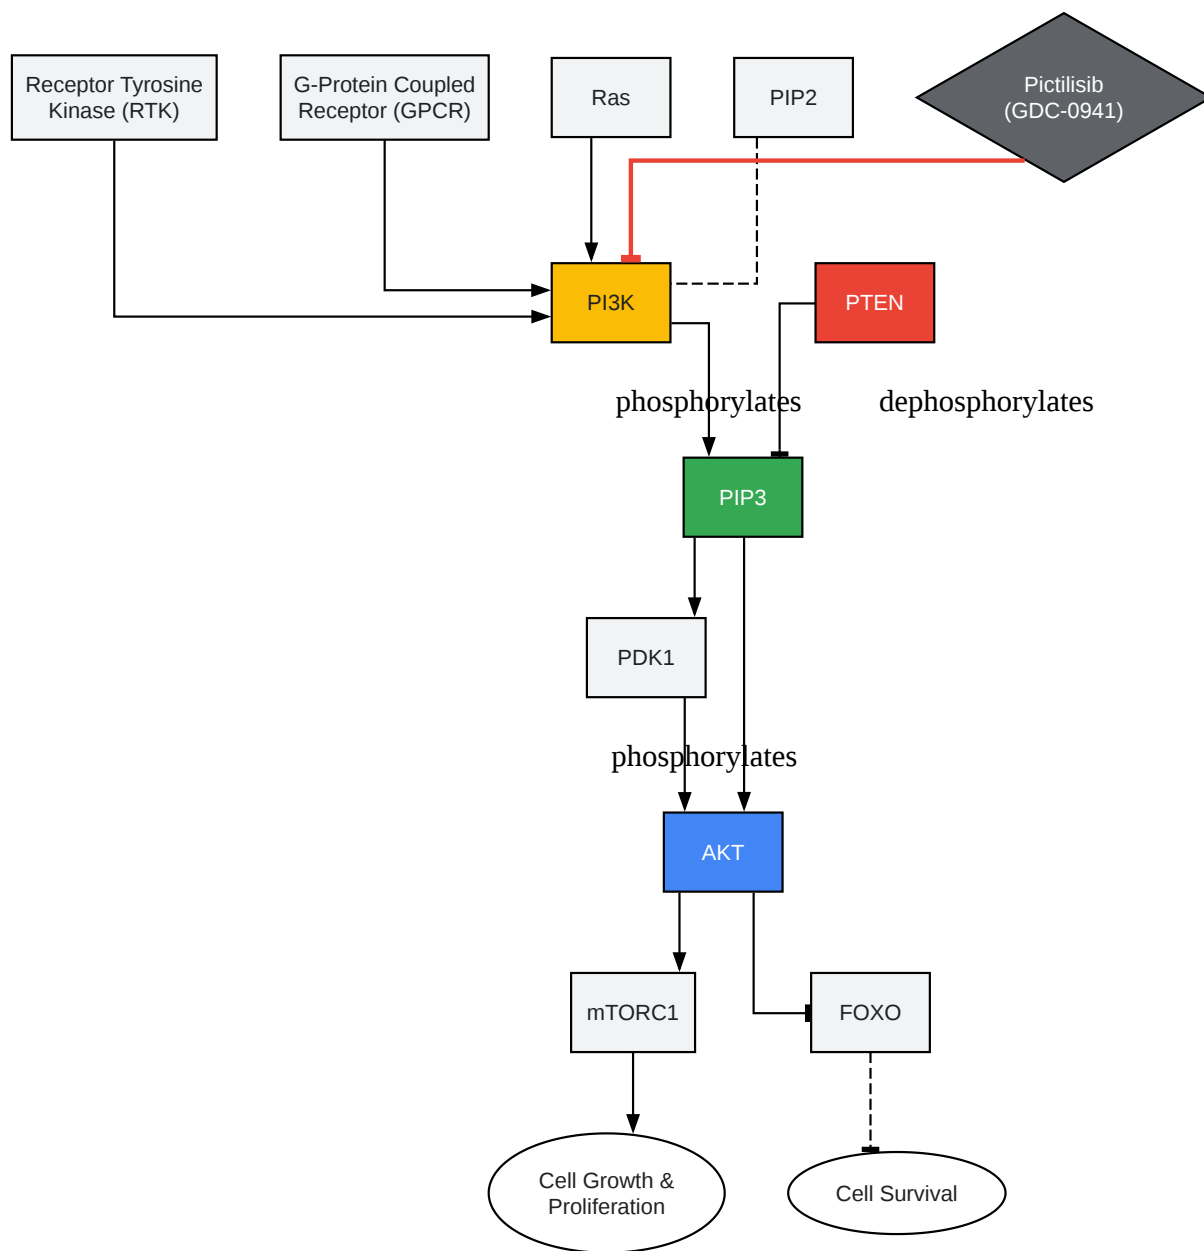 Receptor Tyrosine
Kinase (RTK)
G-Protein Coupled
Receptor (GPCR)
Ras
PIP2
Pictilisib
(GDC-0941)
PI3K
PTEN
phosphorylates
dephosphorylates
PIP3
PDK1
phosphorylates
AKT
mTORC1
FOXO
Cell Growth &
Proliferation
Cell Survival